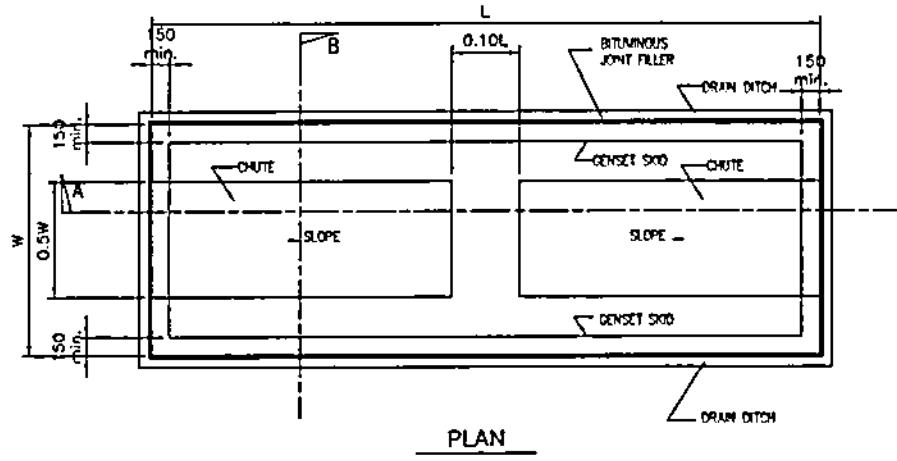 L
150
min.
B
0.10L
BITUMINOUS
JOINT FILLER
150
min.
DRAIN DITCH
150
min.
GENSET SKID
CHUTE
CHUTE
A
W
0.5W
SLOPE
SLOPE
GENSET SKID
150
min.
DRAIN DITCH
PLAN